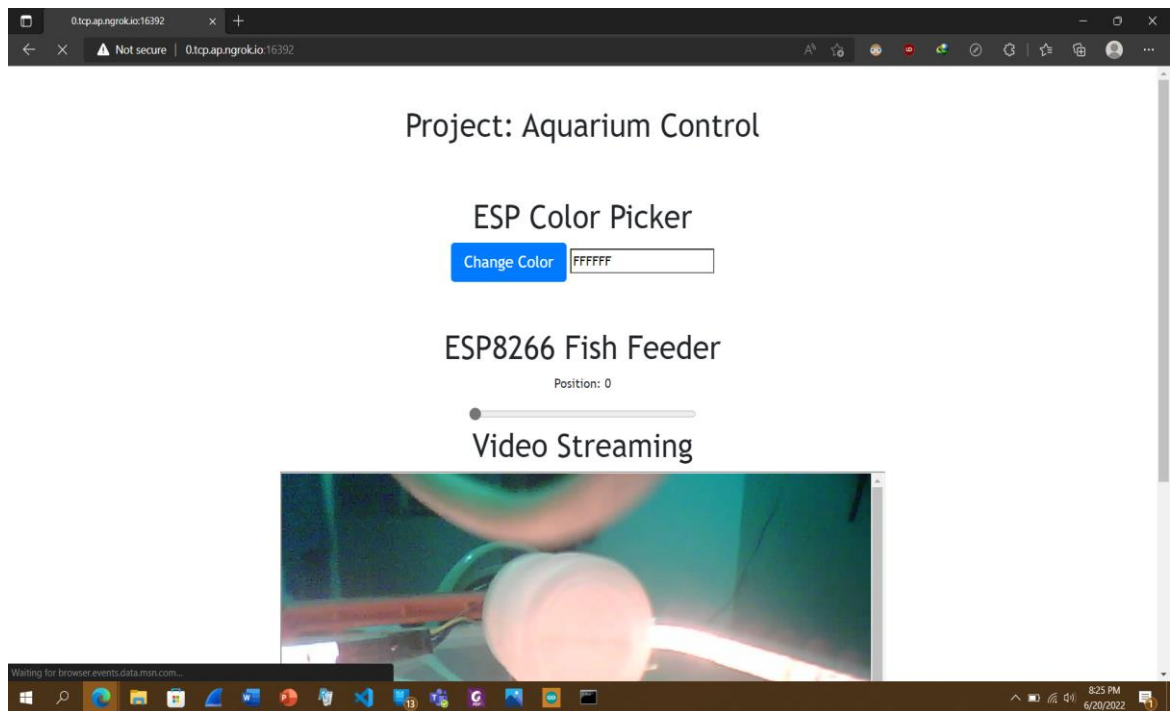 0.tcp.ap.ngrok.io:16392
Not secure | 0.tcp.ap.ngrok.io:16392
Project: Aquarium Control
ESP Color Picker
Change Color FFFFFF
ESP8266 Fish Feeder
Position: 0
Video Streaming
Waiting for browser.events.data.msn.com...
13
8:25 PM
6/20/2022
1